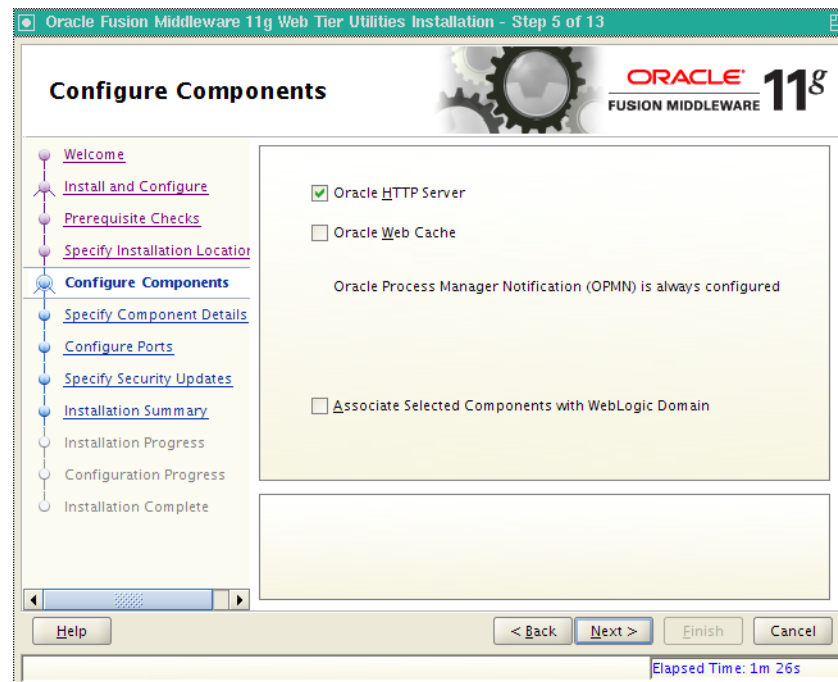 Oracle Fusion Middleware 11g Web Tier Utilities Installation - Step 5 of 13
Configure Components
ORACLE
FUSION MIDDLEWARE
11g
Welcome
Install and Configure
Prerequisite Checks
Specify Installation Location
Configure Components
Specify Component Details
Configure Ports
Specify Security Updates
Installation Summary
Installation Progress
Configuration Progress
Installation Complete
Oracle HTTP Server
Oracle Web Cache
Oracle Process Manager Notification (OPMN) is always configured
Associate Selected Components with WebLogic Domain
Help
< Back
Next >
Finish
Cancel
Elapsed Time: 1m 26s